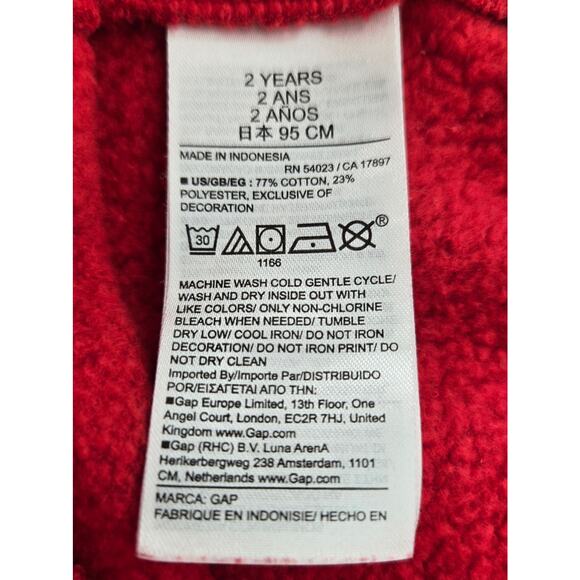 2 YEARS
2 ANS
2 AÑOS
日本 95 CM
MADE IN INDONESIA
RN 54023 / CA 17897
■ US/GB/EG : 77% COTTON, 23%
POLYESTER, EXCLUSIVE OF
DECORATION
30
®
1166
MACHINE WASH COLD GENTLE CYCLE/
WASH AND DRY INSIDE OUT WITH
LIKE COLORS/ ONLY NON-CHLORINE
BLEACH WHEN NEEDED/ TUMBLE
DRY LOW/ COOL IRON/ DO NOT IRON
DECORATION/ DO NOT IRON PRINT/ DO
NOT DRY CLEAN
Imported By/Importe Par/DISTRIBUIDO
POR/ΕΙΣΑΓΕΤΑΙ ΑΠΟ ΤΗΝ:
■Gap Europe Limited, 13th Floor, One
Angel Court, London, EC2R 7HJ, United
Kingdom www.Gap.com
■Gap (RHC) B.V. Luna ArenA
Herikerbergweg 238 Amsterdam, 1101
CM, Netherlands www.Gap.com
MARCA: GAP
FABRIQUE EN INDONISIE/ HECHO EN